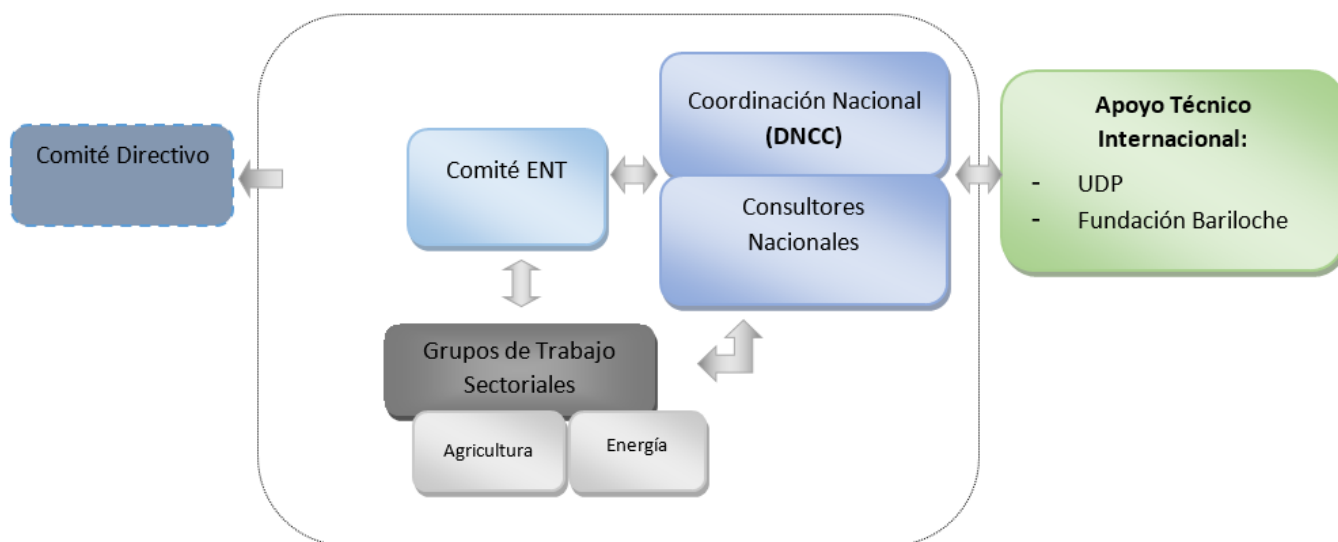 Comité Directivo
Comité ENT
Coordinación Nacional
(DNCC)
Consultores
Nacionales
Apoyo Técnico
Internacional:
- UDP
- Fundación Bariloche
Grupos de Trabajo
Sectoriales
Agricultura
Energía